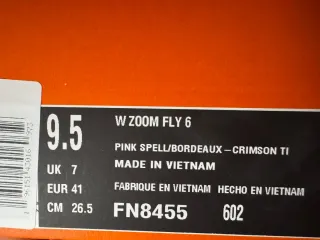 9.5
W ZOOM FLY 6
PINK SPELL/BORDEAUX – CRIMSON TI
UK 7
MADE IN VIETNAM
EUR 41
FABRIQUE EN VIETNAM HECHO EN VIETNAM
CM 26.5
FN8455 602